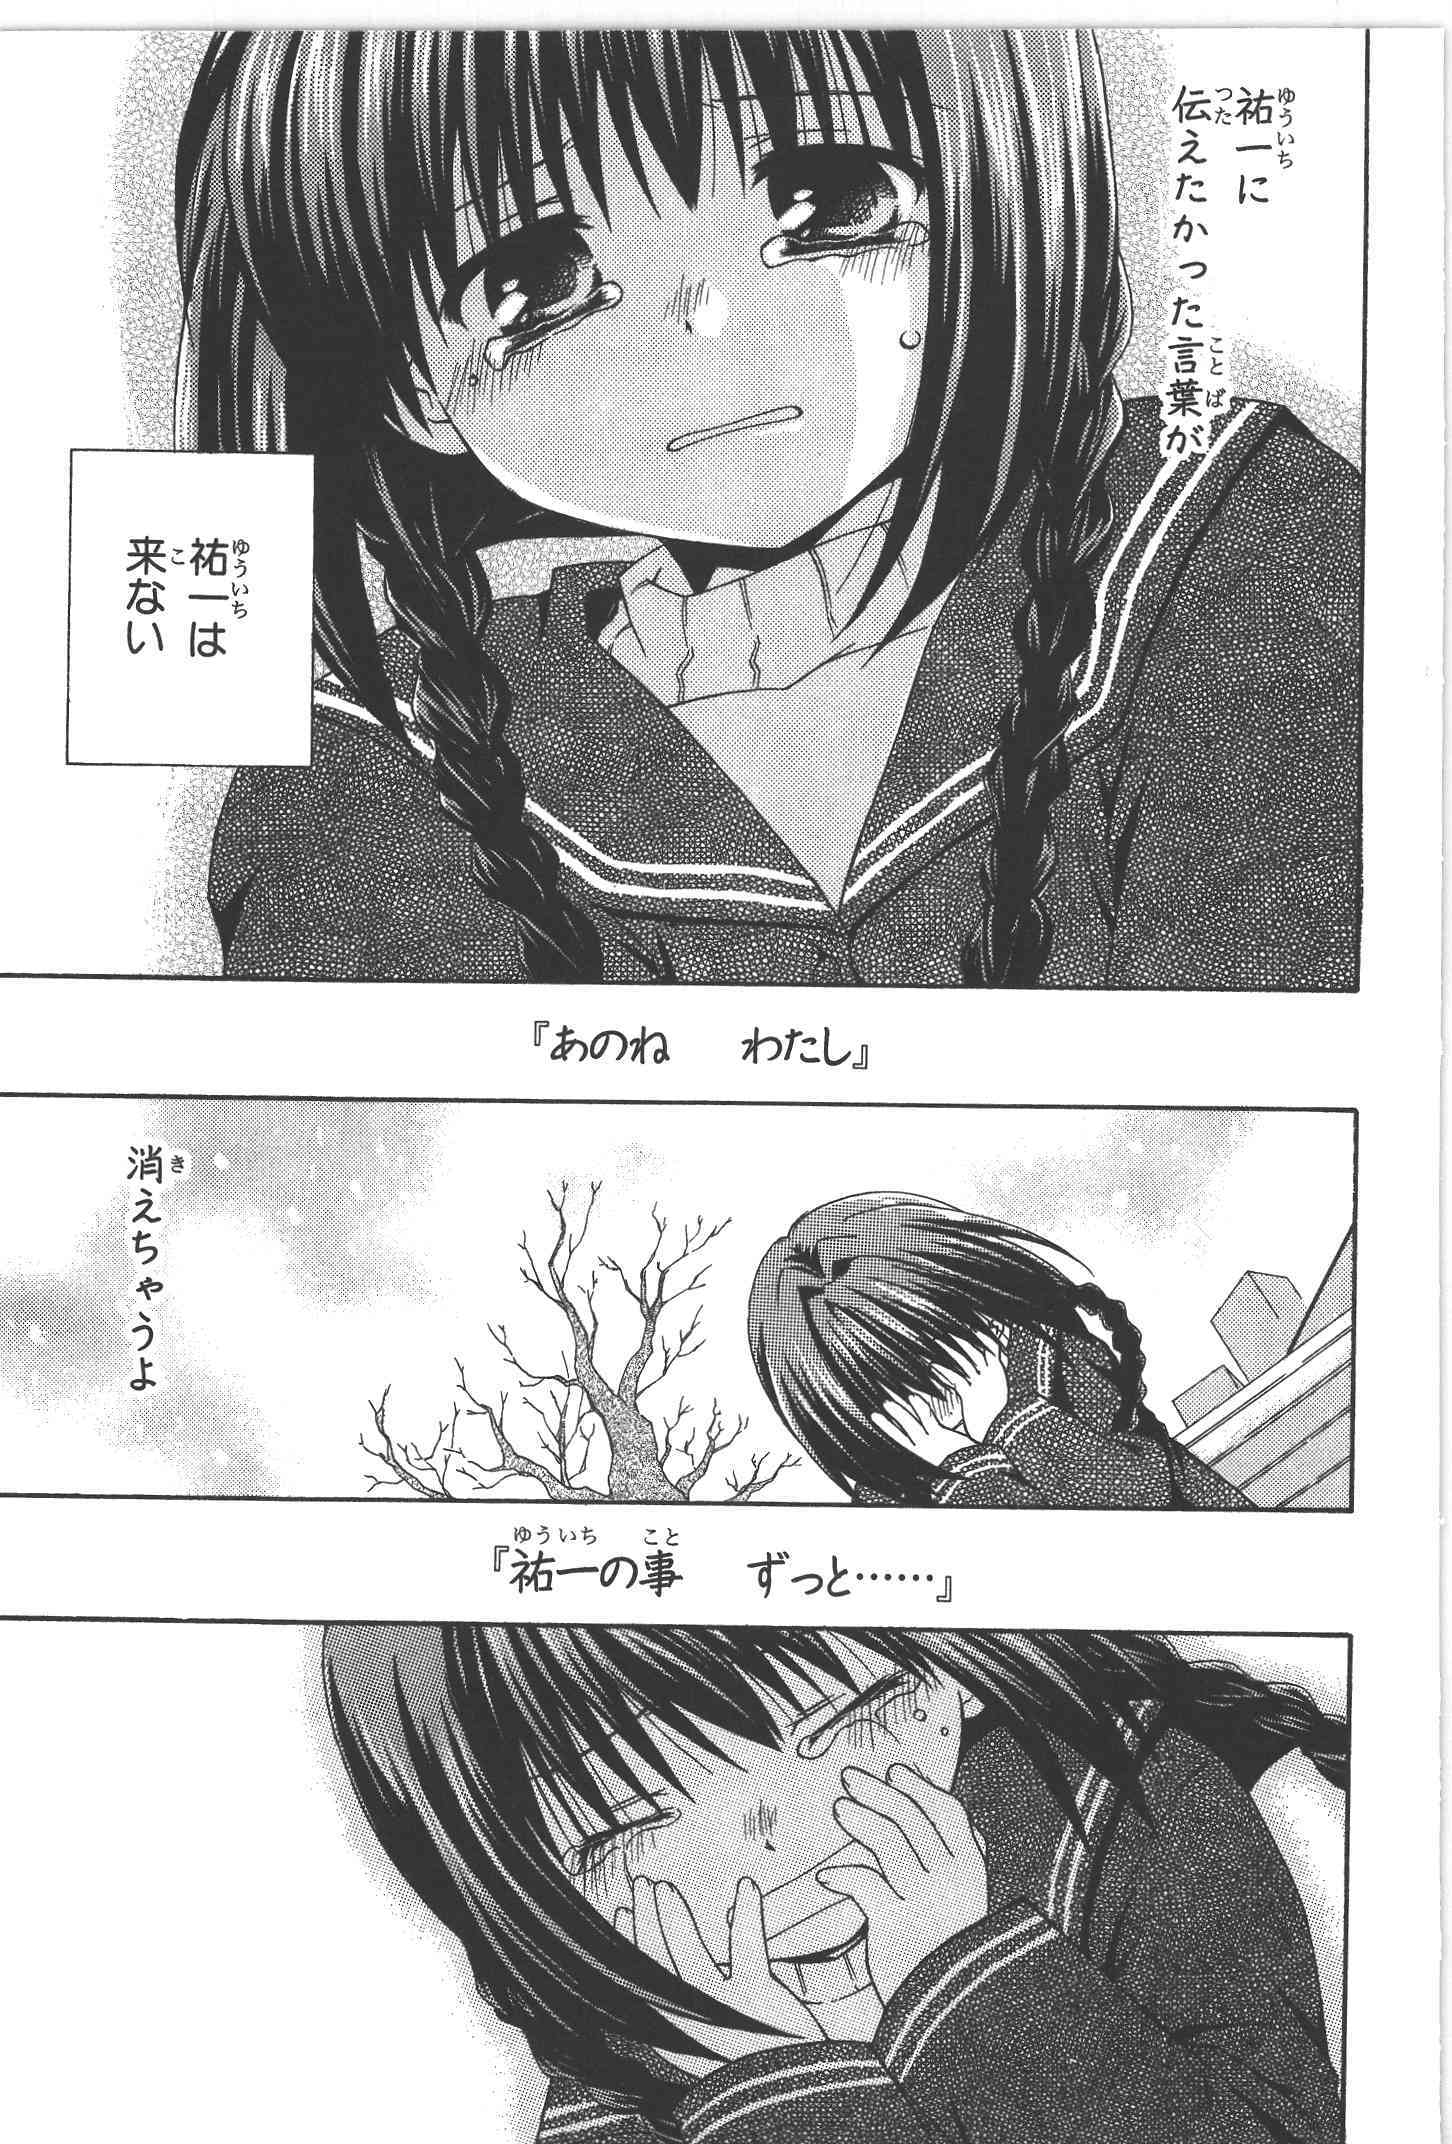 祐一に
伝えたかった言葉が
祐一は
来ない
『あのね　わたし』
消えちゃうよ
『祐一の事　ずっと……』